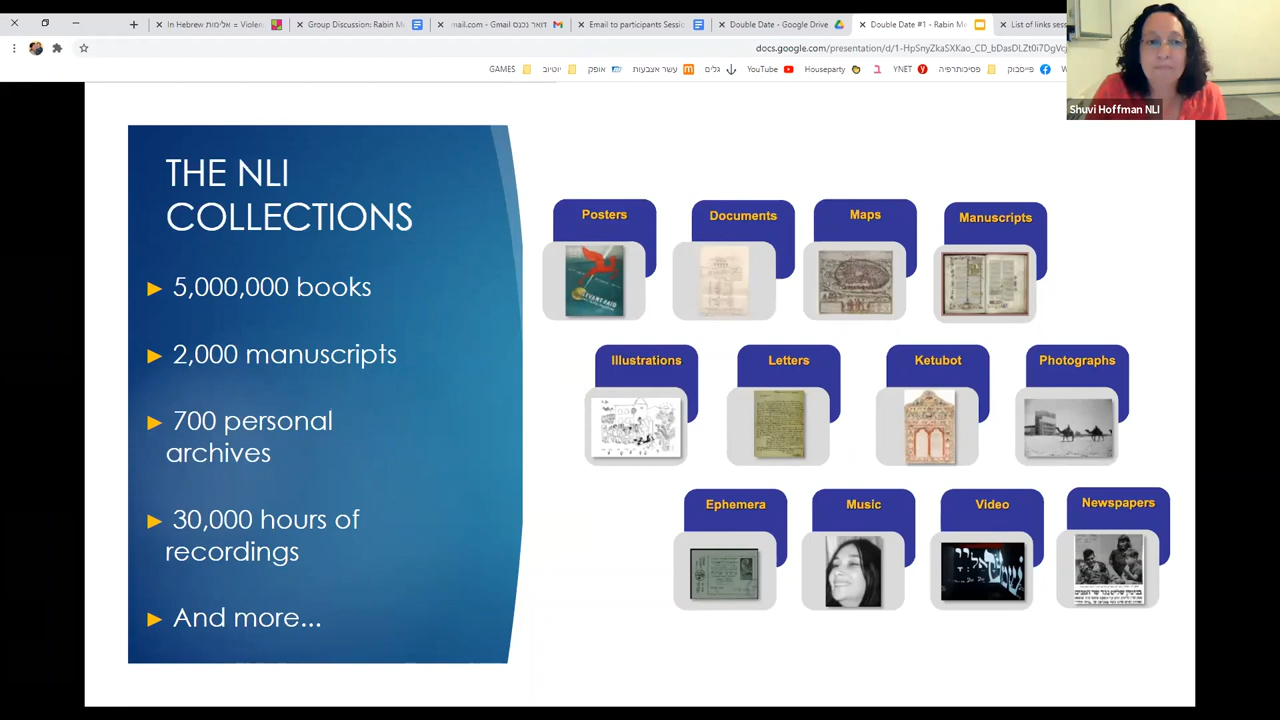 In Hebrew אלימות = Violen
Group Discussion: Rabin M
mail.com - Gmail דואר נכנס
Email to participants Sessi
Double Date - Google Drive
Double Date #1 - Rabin M
List of links ses
docs.google.com/presentation/d/1-HpSnyZkaSXKao_CD_bDasDLZt0i7DgVc
GAMES
יוטיוב
אופק
עשר אצבעות
גלים
YouTube
Houseparty
YNET
פסיכותרפיה
פייסבוק
Shuvi Hoffman NLI
THE NLI
COLLECTIONS
5,000,000 books
2,000 manuscripts
700 personal
archives
30,000 hours of
recordings
And more...
Posters
Documents
Maps
Manuscripts
LEVANT FAIR
Illustrations
Letters
Ketubot
Photographs
Ephemera
Music
Video
Newspapers